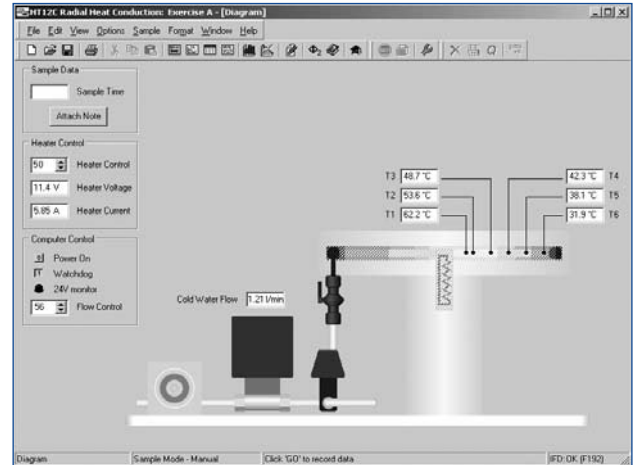 HT12C Radial Heat Conduction: Exercise A - [Diagram]
File Edit View Options Sample Format Window Help
Sample Data
Sample Time
Attach Note
Heater Control
50 Heater Control
11.4 V Heater Voltage
5.85 A Heater Current
Computer Control
Power On
Watchdog
24V monitor
56 Flow Control
T3 48.7 °C
T2 53.6 °C
T1 62.2 °C
42.3 °C T4
38.1 °C T5
31.9 °C T6
Cold Water Flow 1.21 l/min
Diagram Sample Mode - Manual Click 'GO' to record data IFD: OK (F192)